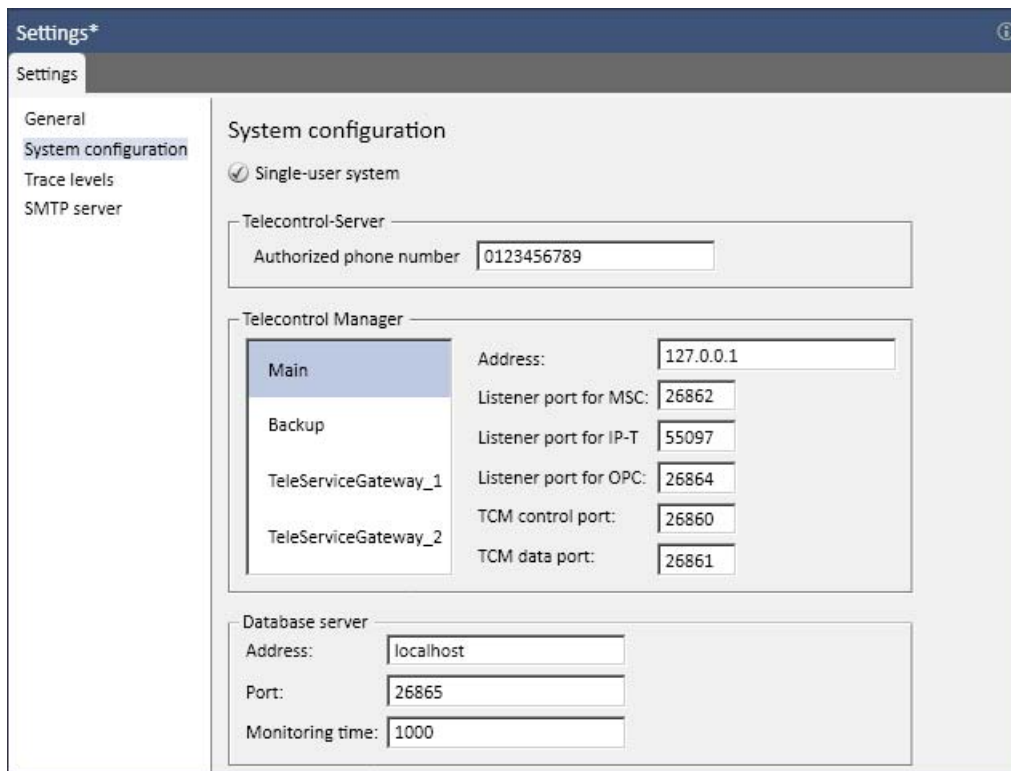 Settings*
Settings
General
System configuration
Trace levels
SMTP server
System configuration
Single-user system
Telecontrol-Server
Authorized phone number 0123456789
Telecontrol Manager
Main
Backup
TeleServiceGateway_1
TeleServiceGateway_2
Address: 127.0.0.1
Listener port for MSC: 26862
Listener port for IP-T 55097
Listener port for OPC: 26864
TCM control port: 26860
TCM data port: 26861
Database server
Address: localhost
Port: 26865
Monitoring time: 1000